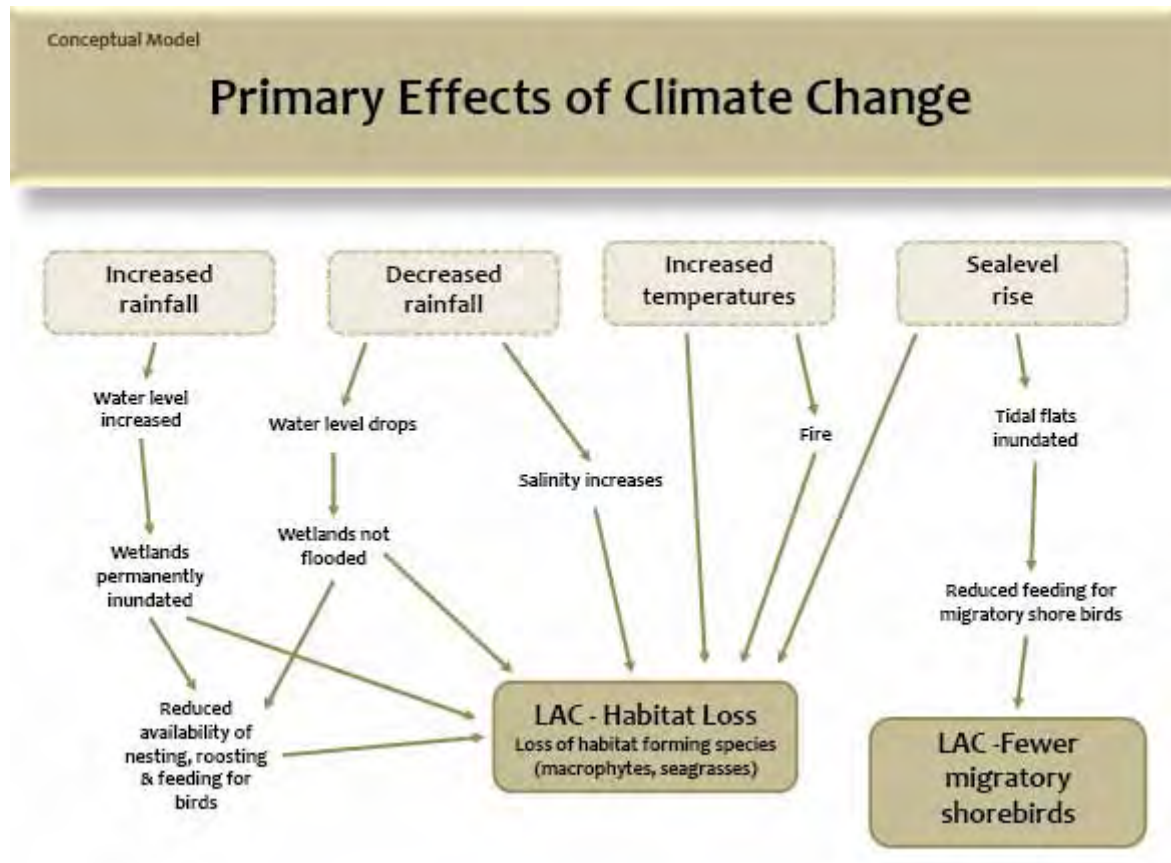 Conceptual Model
Primary Effects of Climate Change
Increased
rainfall
Decreased
rainfall
Increased
temperatures
Sealevel
rise
Water level
increased
Water level drops
Fire
Tidal flats
inundated
Salinity increases
Wetlands
permanently
inundated
Wetlands not
flooded
Reduced feeding for
migratory shore birds
Reduced
availability of
nesting, roosting
& feeding for
birds
LAC - Habitat Loss
Loss of habitat forming species
(macrophytes, seagrasses)
LAC -Fewer
migratory
shorebirds